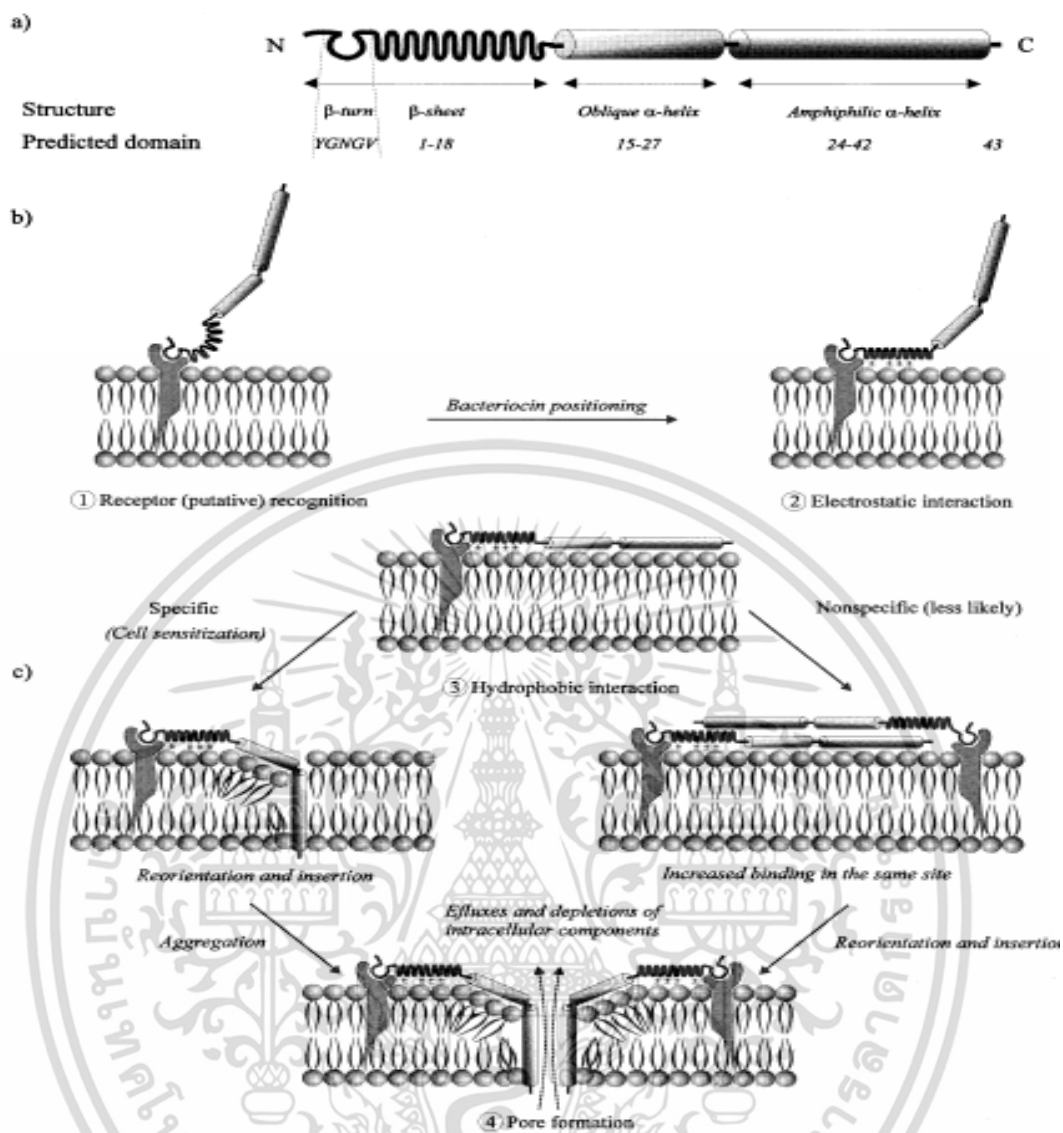 a)
N
C
Structure
β-turn
β-sheet
Oblique α-helix
Amphiphilic α-helix
Predicted domain
YGNGV
1-18
15-27
24-42
43
b)
Bacteriocin positioning
① Receptor (putative) recognition
② Electrostatic interaction
Specific
(Cell sensitization)
Nonspecific (less likely)
c)
③ Hydrophobic interaction
Reorientation and insertion
Increased binding in the same site
Aggregation
Efluxes and depletions of
intracellular components
Reorientation and insertion
④ Pore formation